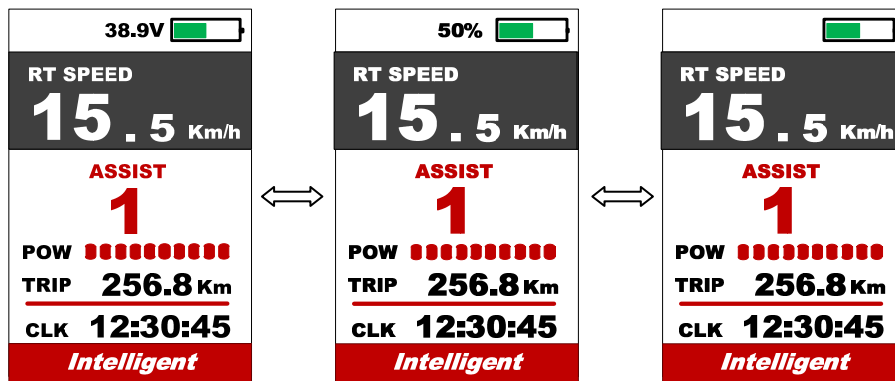 38.9V
RT SPEED
15.5 Km/h
ASSIST
1
POW
TRIP 256.8 Km
CLK 12:30:45
Intelligent
50%
RT SPEED
15.5 Km/h
ASSIST
1
POW
TRIP 256.8 Km
CLK 12:30:45
Intelligent
RT SPEED
15.5 Km/h
ASSIST
1
POW
TRIP 256.8 Km
CLK 12:30:45
Intelligent